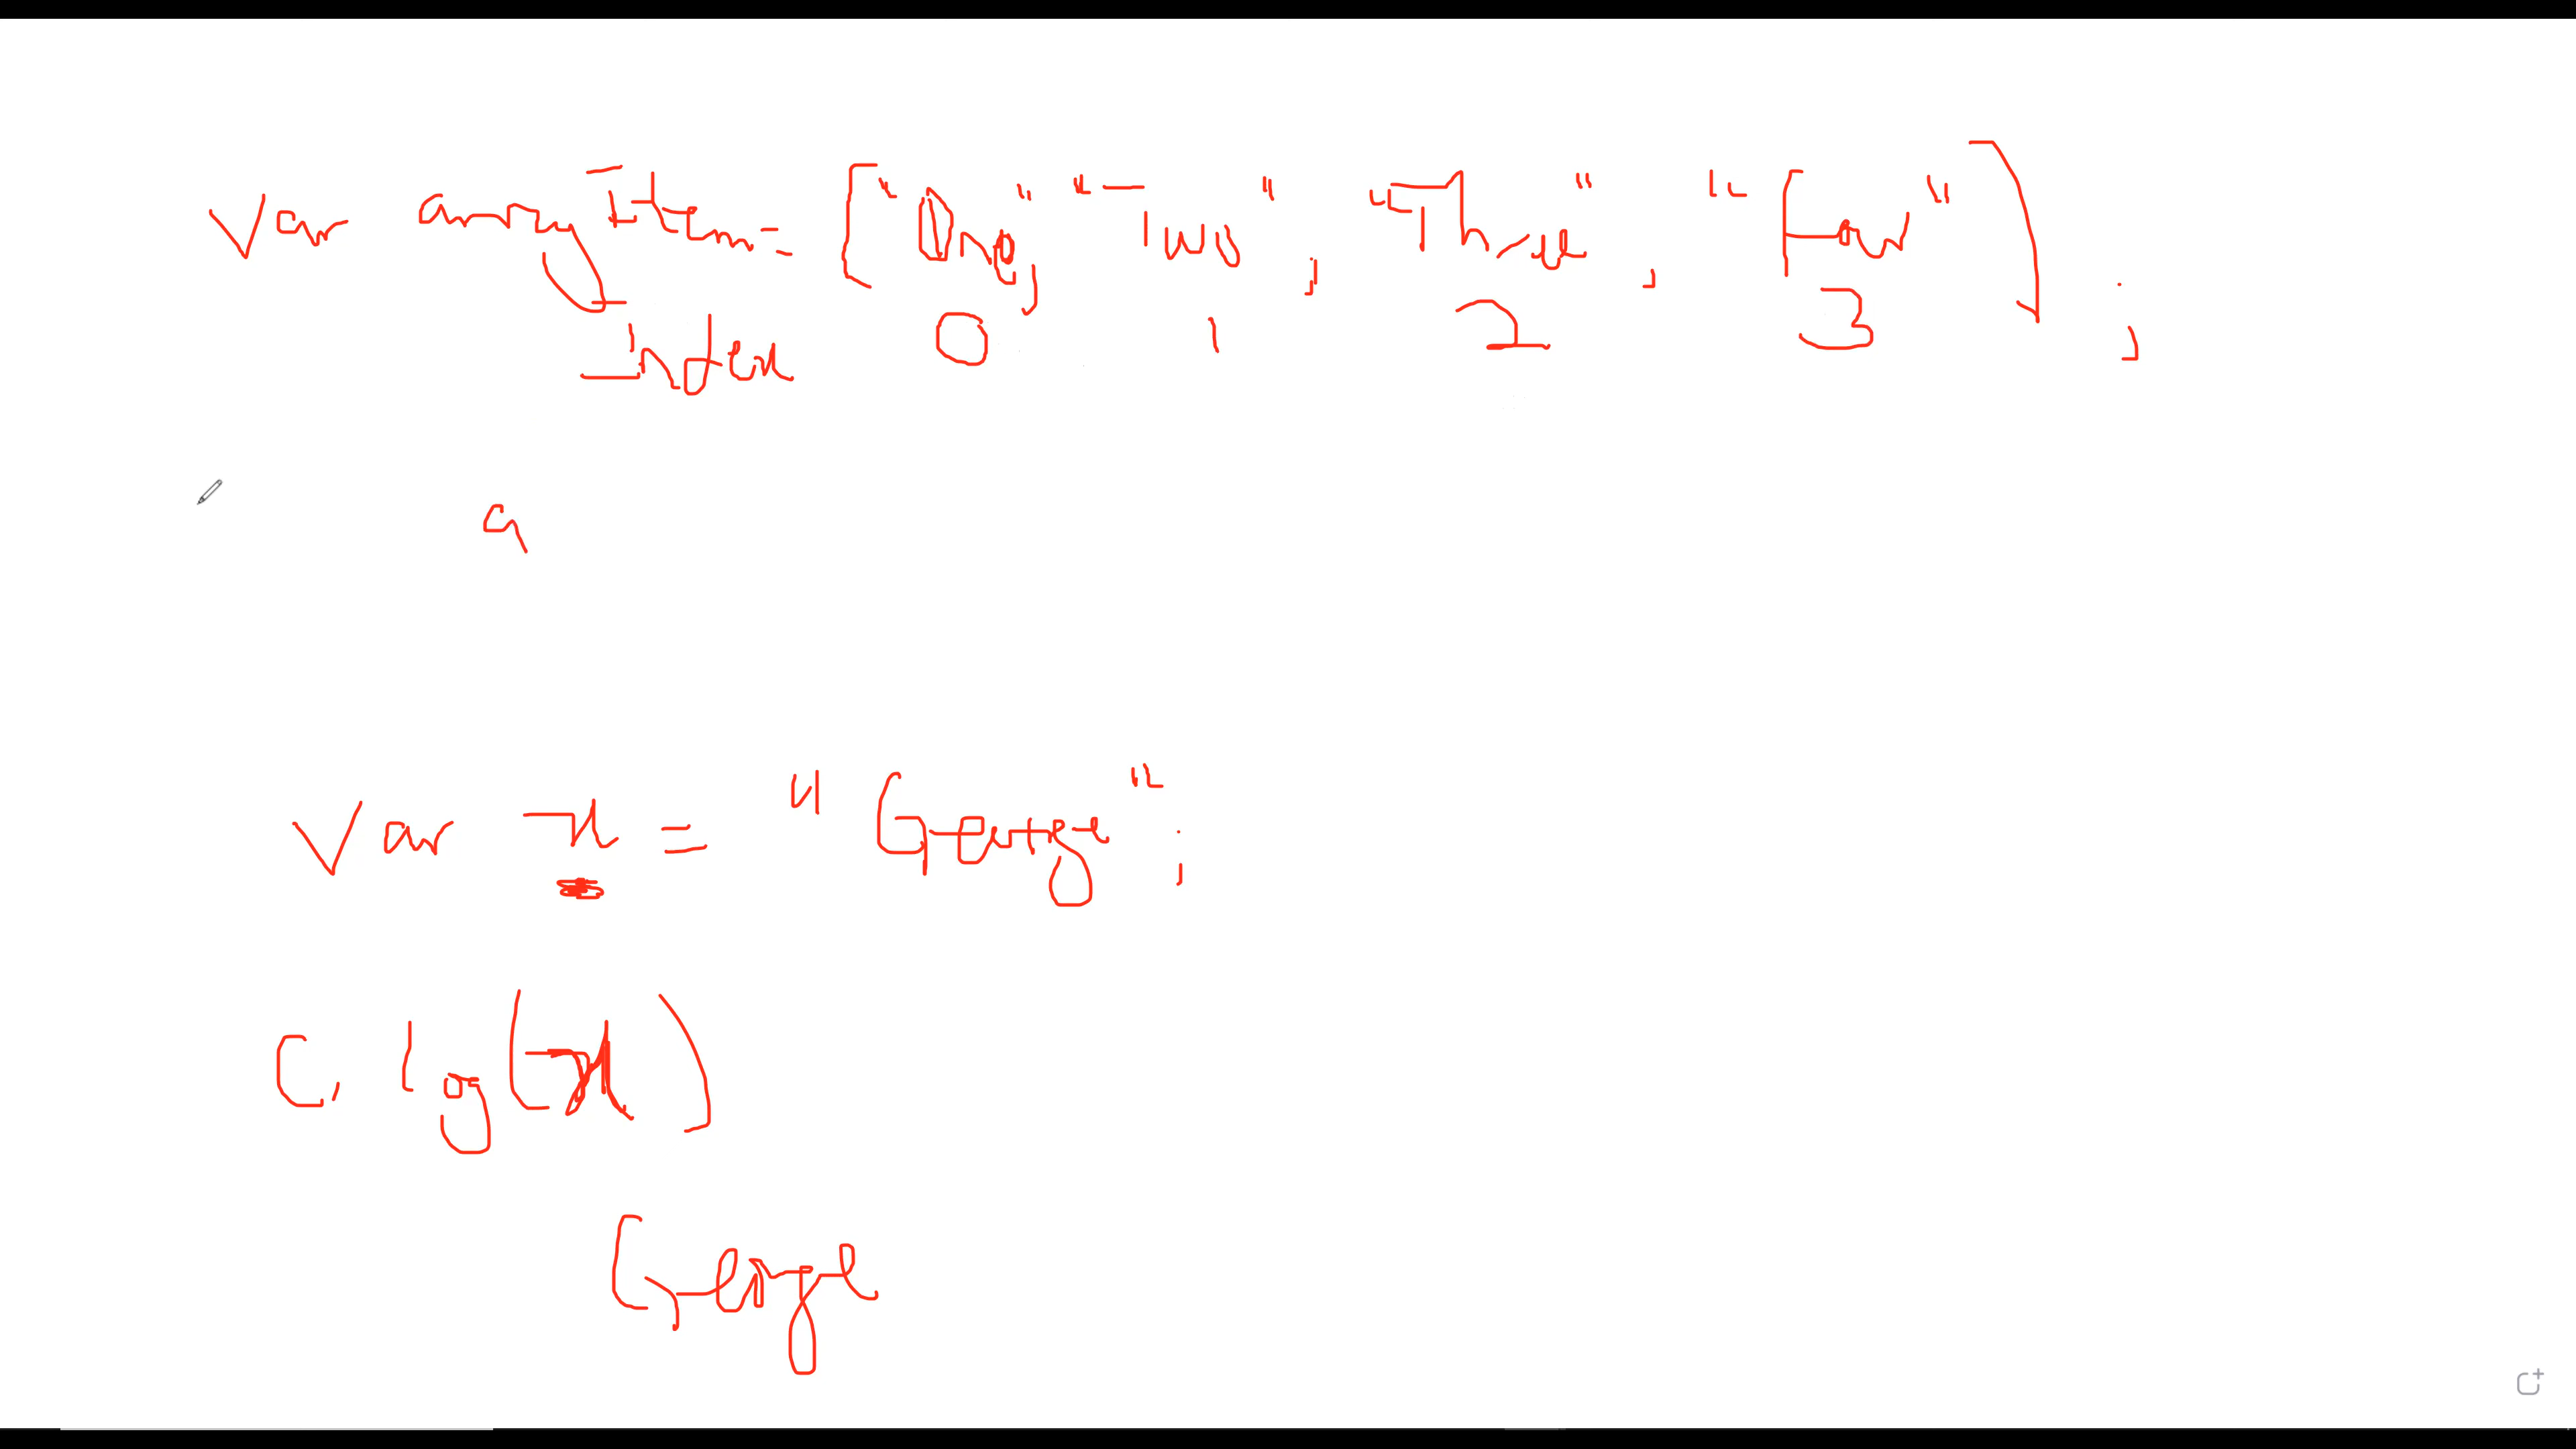 Var arrayItem = ["One", "Two", "Three", "Four"];
Index 0 1 2 3
a
Var x = "George";
C. log(x)
George